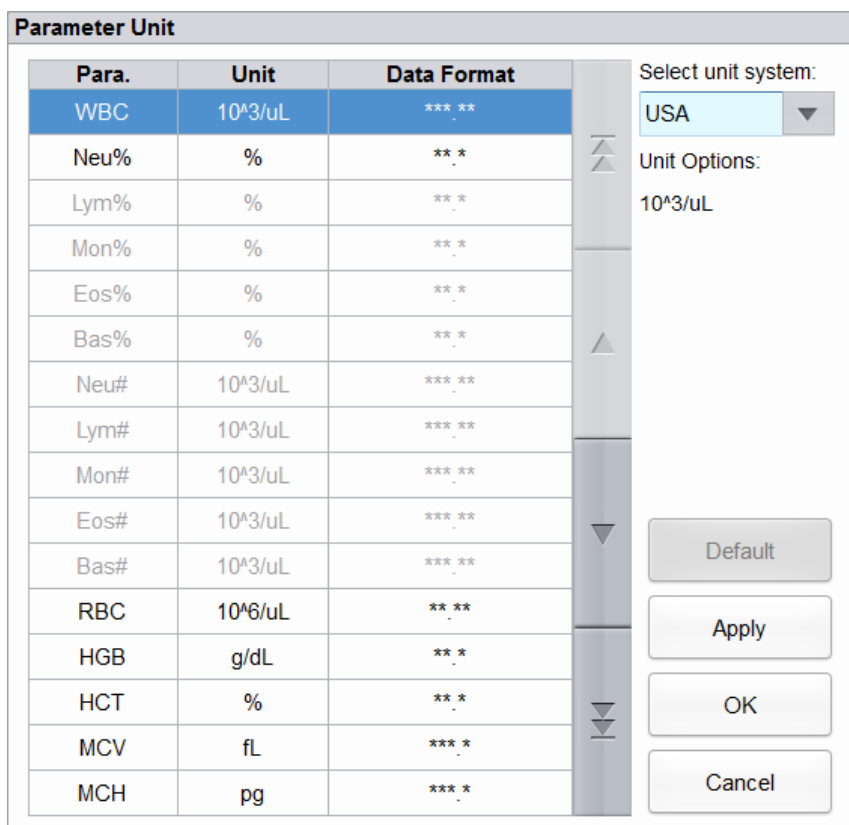 Parameter Unit
Para. Unit Data Format
WBC 10^3/uL ***.**
Neu% % **.*
Lym% % **.*
Mon% % **.*
Eos% % **.*
Bas% % **.*
Neu# 10^3/uL ***.**
Lym# 10^3/uL ***.**
Mon# 10^3/uL ***.**
Eos# 10^3/uL ***.**
Bas# 10^3/uL ***.**
RBC 10^6/uL **.**
HGB g/dL **.*
HCT % **.*
MCV fL ***.*
MCH pg ***.*
Select unit system:
USA
Unit Options:
10^3/uL
Default
Apply
OK
Cancel